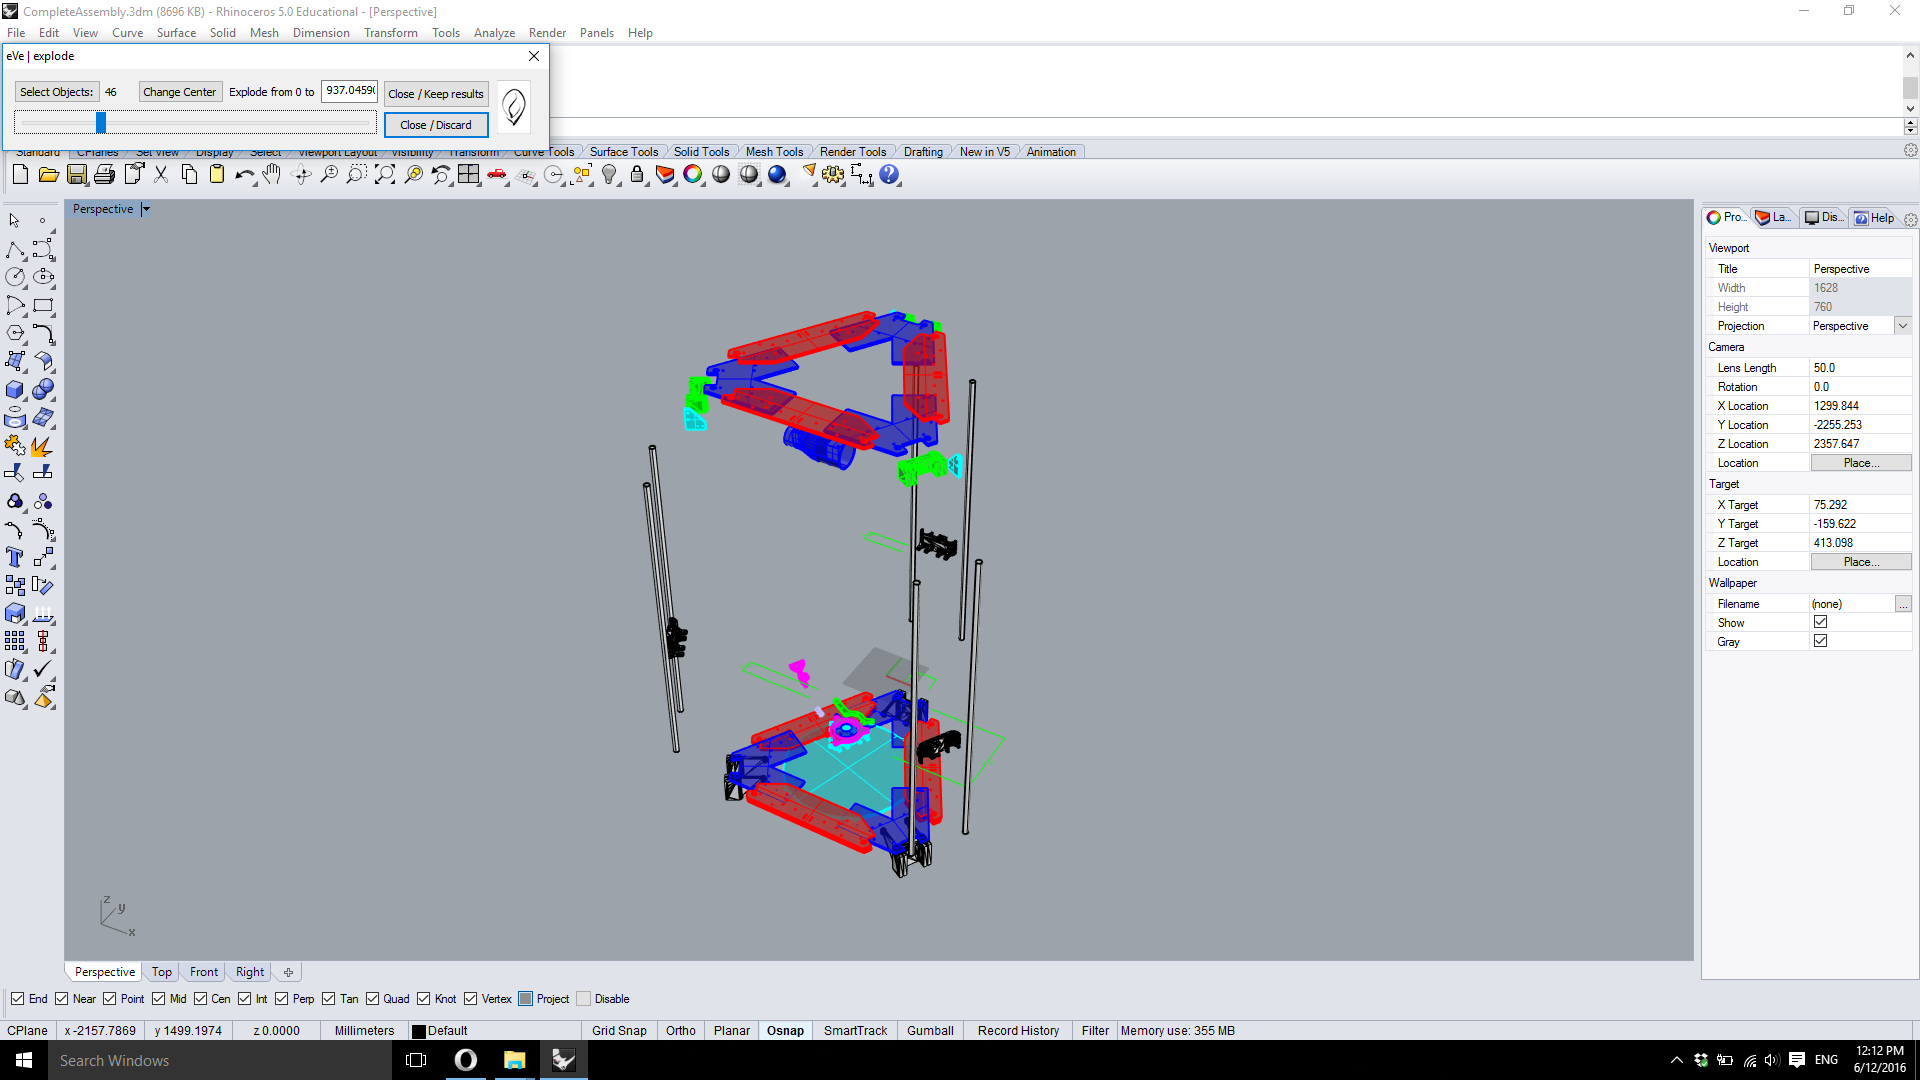 CompleteAssembly.3dm (8696 KB) - Rhinoceros 5.0 Educational - [Perspective]
File Edit View Curve Surface Solid Mesh Dimension Transform Tools Analyze Render Panels Help
eVe | explode
Select Objects: 46 Change Center Explode from 0 to 937.0459( Close / Keep results
Close / Discard
Standard CPlanes Set View Display Select Viewport Layout Visibility Transform Curve Tools Surface Tools Solid Tools Mesh Tools Render Tools Drafting New in V5 Animation
Perspective
Pro... La... Dis... Help
Viewport
Title Perspective
Width 1628
Height 760
Projection Perspective
Camera
Lens Length 50.0
Rotation 0.0
X Location 1299.844
Y Location -2255.253
Z Location 2357.647
Location Place...
Target
X Target 75.292
Y Target -159.622
Z Target 413.098
Location Place...
Wallpaper
Filename (none) ...
Show
Gray
z
y
x
Perspective Top Front Right
End Near Point Mid Cen Int Perp Tan Quad Knot Vertex Project Disable
CPlane x -2157.7869 y 1499.1974 z 0.0000 Millimeters Default Grid Snap Ortho Planar Osnap SmartTrack Gumball Record History Filter Memory use: 355 MB
Search Windows
ENG
12:12 PM
6/12/2016